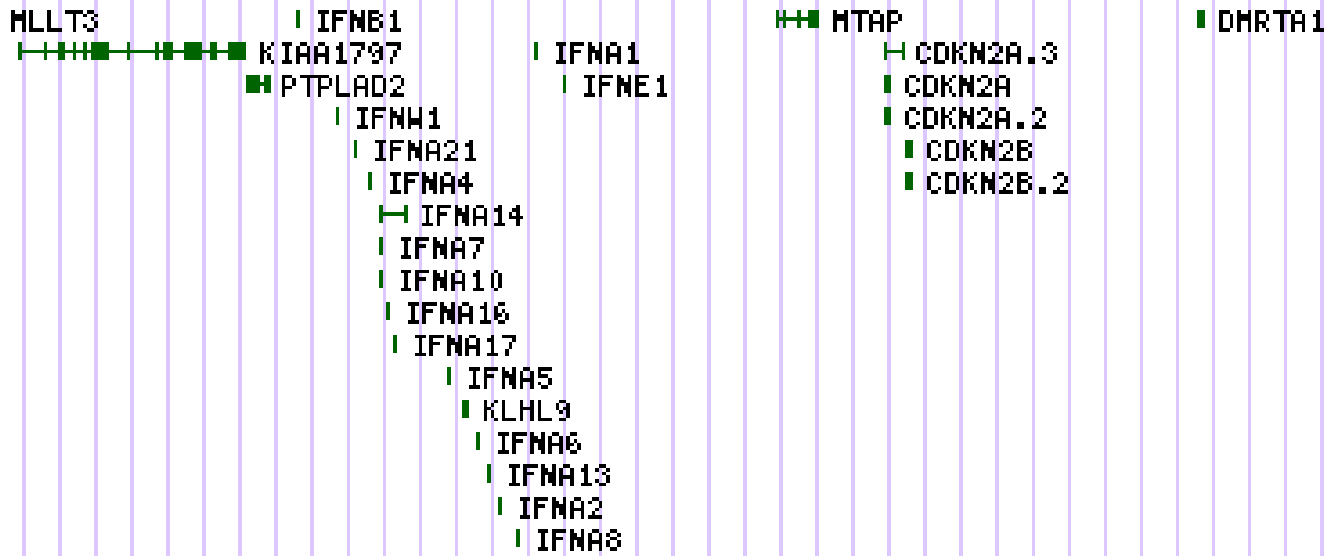 MLLT3 IFNB1 MTAP DMRTA1
KIAA1797 IFNA1 CDKN2A.3
PTPLAD2 IFNE1 CDKN2A
IFNW1 CDKN2A.2
IFNA21 CDKN2B
IFNA4 CDKN2B.2
IFNA14
IFNA7
IFNA10
IFNA16
IFNA17
IFNA5
KLHL9
IFNA6
IFNA13
IFNA2
IFNA8